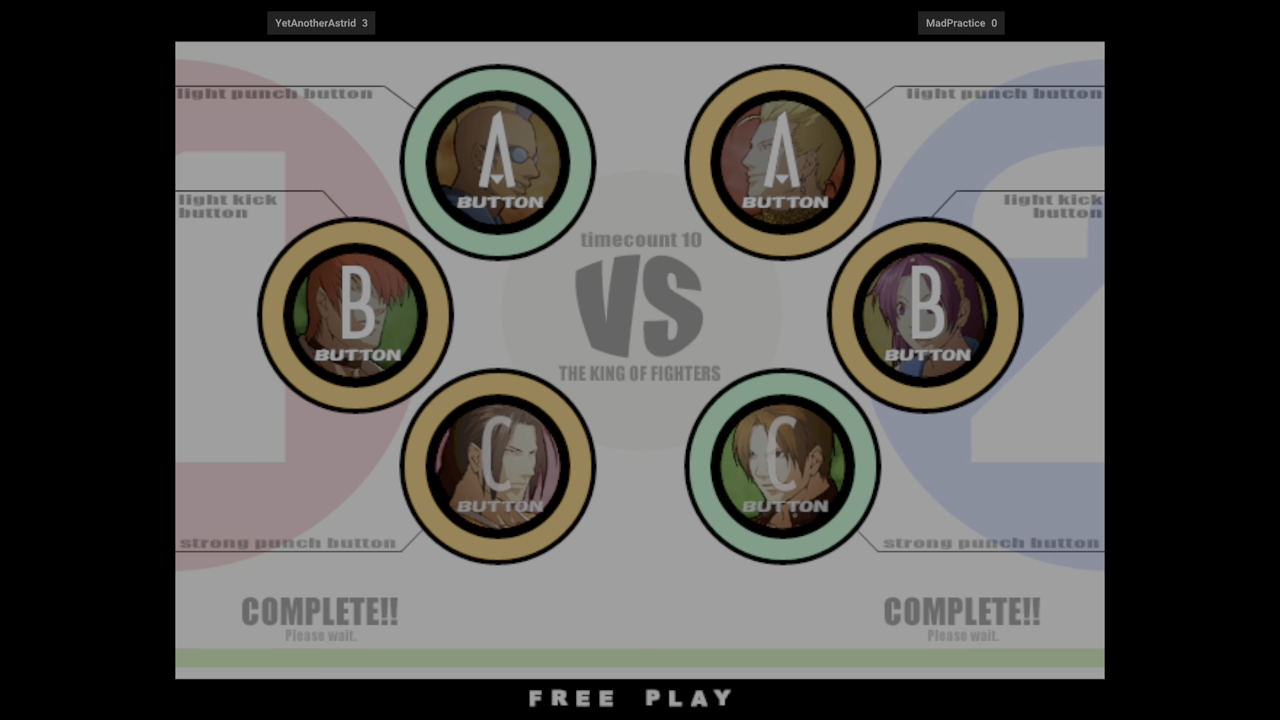 YetAnotherAstrid 3
MadPractice 0
light punch button
light punch button
A
BUTTON
A
BUTTON
1
2
light kick
button
light kick
button
timecount 10
VS
THE KING OF FIGHTERS
B
BUTTON
B
BUTTON
C
BUTTON
C
BUTTON
strong punch button
strong punch button
COMPLETE!!
Please wait.
COMPLETE!!
Please wait.
FREE PLAY